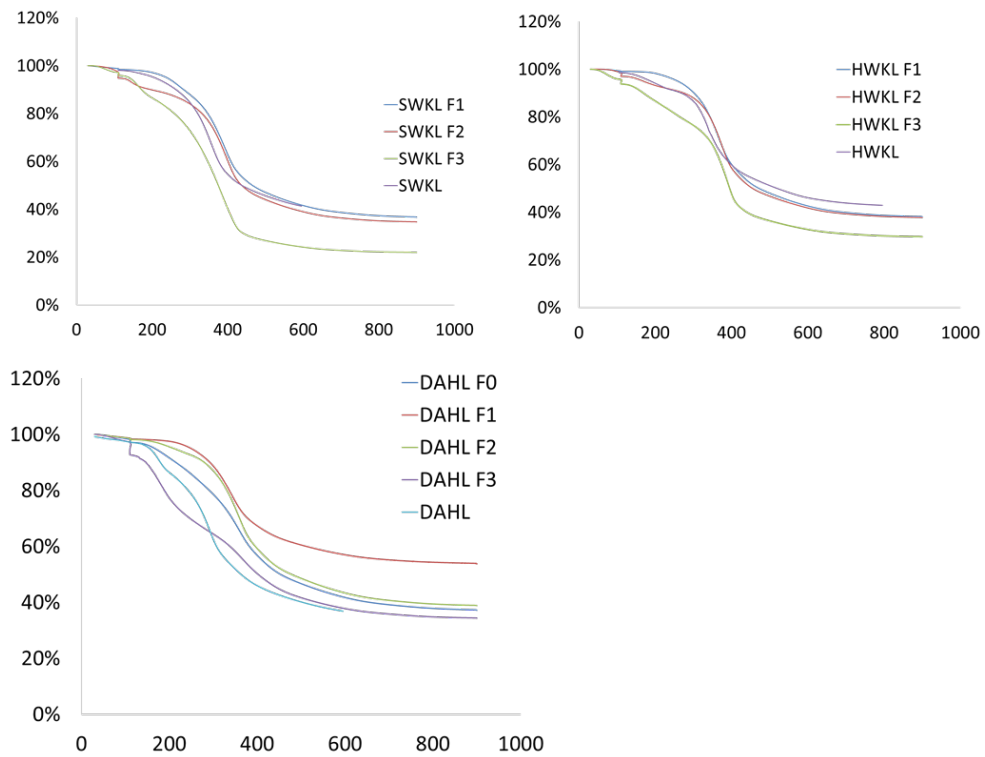 120%
100%
80%
60%
40%
20%
0%
0 200 400 600 800 1000
SWKL F1
SWKL F2
SWKL F3
SWKL
120%
100%
80%
60%
40%
20%
0%
0 200 400 600 800 1000
HWKL F1
HWKL F2
HWKL F3
HWKL
120%
100%
80%
60%
40%
20%
0%
0 200 400 600 800 1000
DAHL F0
DAHL F1
DAHL F2
DAHL F3
DAHL